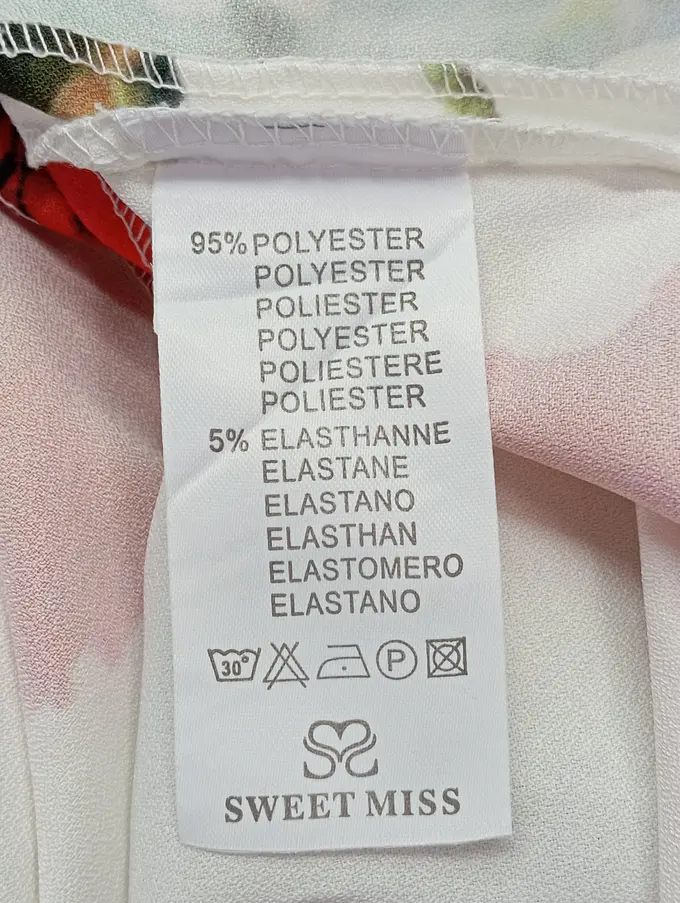 95% POLYESTER
POLYESTER
POLIESTER
POLYESTER
POLIESTERE
POLIESTER
5% ELASTHANNE
ELASTANE
ELASTANO
ELASTHAN
ELASTOMERO
ELASTANO
30° P
SWEET MISS